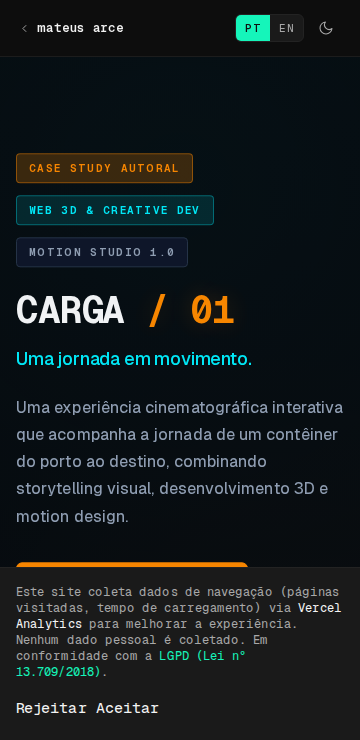 mateus arce
PT EN
CASE STUDY AUTORAL
WEB 3D & CREATIVE DEV
MOTION STUDIO 1.0
CARGA / 01
Uma jornada em movimento.
Uma experiência cinematográfica interativa
que acompanha a jornada de um contêiner
do porto ao destino, combinando
storytelling visual, desenvolvimento 3D e
motion design.
Este site coleta dados de navegação (páginas
visitadas, tempo de carregamento) via Vercel
Analytics para melhorar a experiência.
Nenhum dado pessoal é coletado. Em
conformidade com a LGPD (Lei nº
13.709/2018).
Rejeitar Aceitar